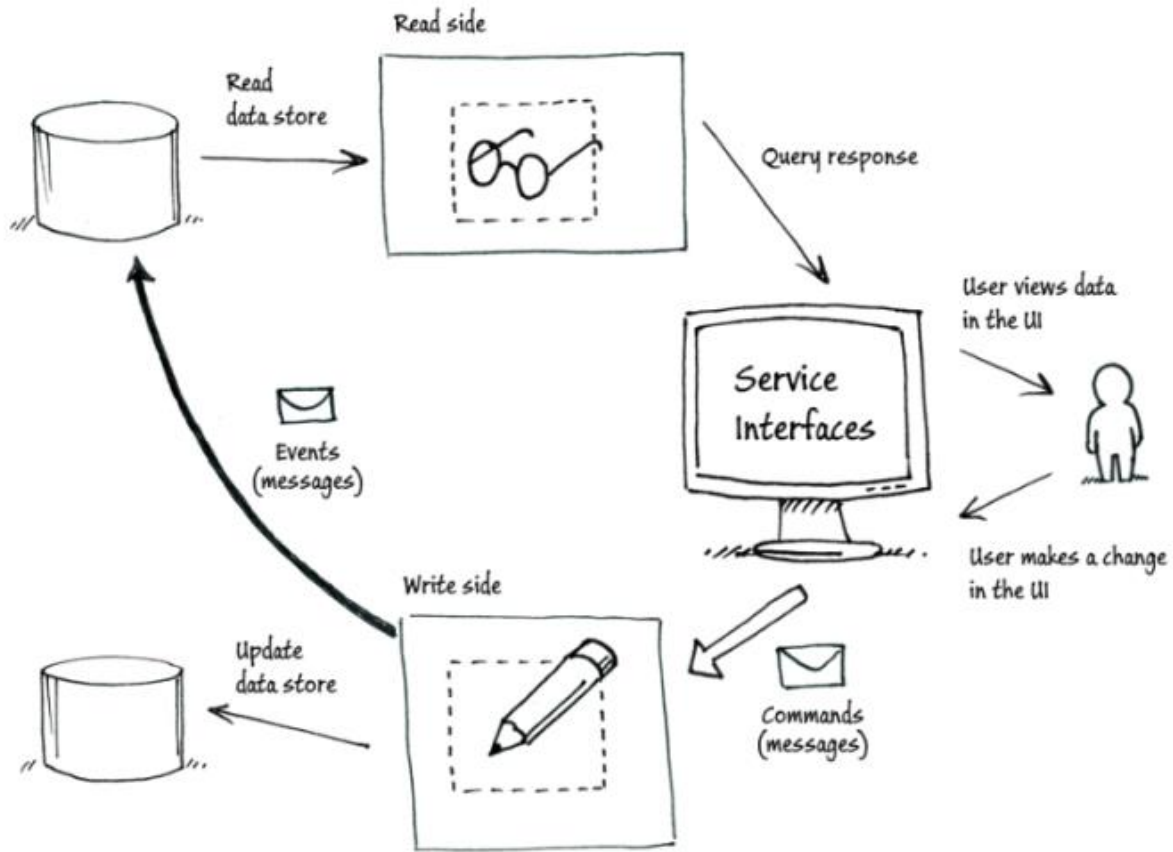 Read side
Read
data store
Query response
User views data
in the UI
Service
Interfaces
Events
(messages)
User makes a change
in the UI
Write side
Update
data store
Commands
(messages)